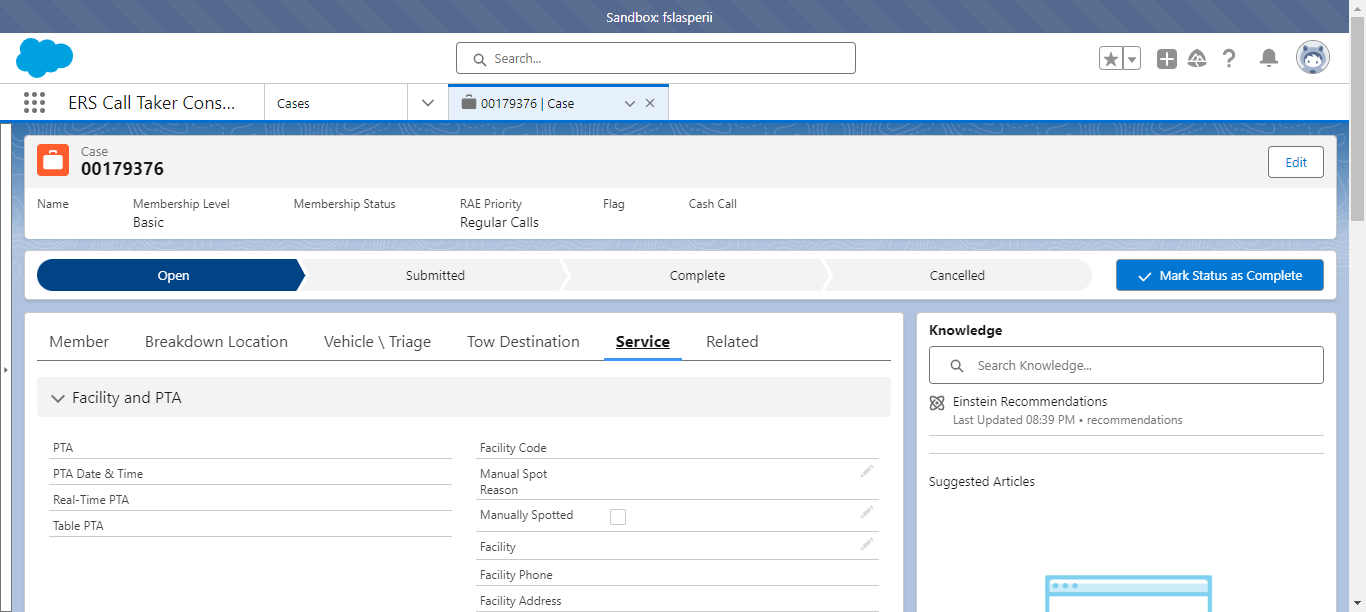 Sandbox: fslasperii
Search...
ERS Call Taker Cons...
Cases
00179376 | Case
Case
00179376
Edit
Name
Membership Level
Membership Status
RAE Priority
Flag
Cash Call
Basic
Regular Calls
Open
Submitted
Complete
Cancelled
Mark Status as Complete
Member
Breakdown Location
Vehicle \ Triage
Tow Destination
Service
Related
Facility and PTA
PTA
PTA Date & Time
Real-Time PTA
Table PTA
Facility Code
Manual Spot
Reason
Manually Spotted
Facility
Facility Phone
Facility Address
Knowledge
Search Knowledge...
Einstein Recommendations
Last Updated 08:39 PM • recommendations
Suggested Articles